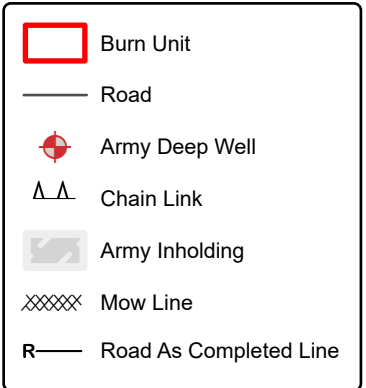 Burn Unit
Road
Army Deep Well
Chain Link
Army Inholding
Mow Line
R Road As Completed Line